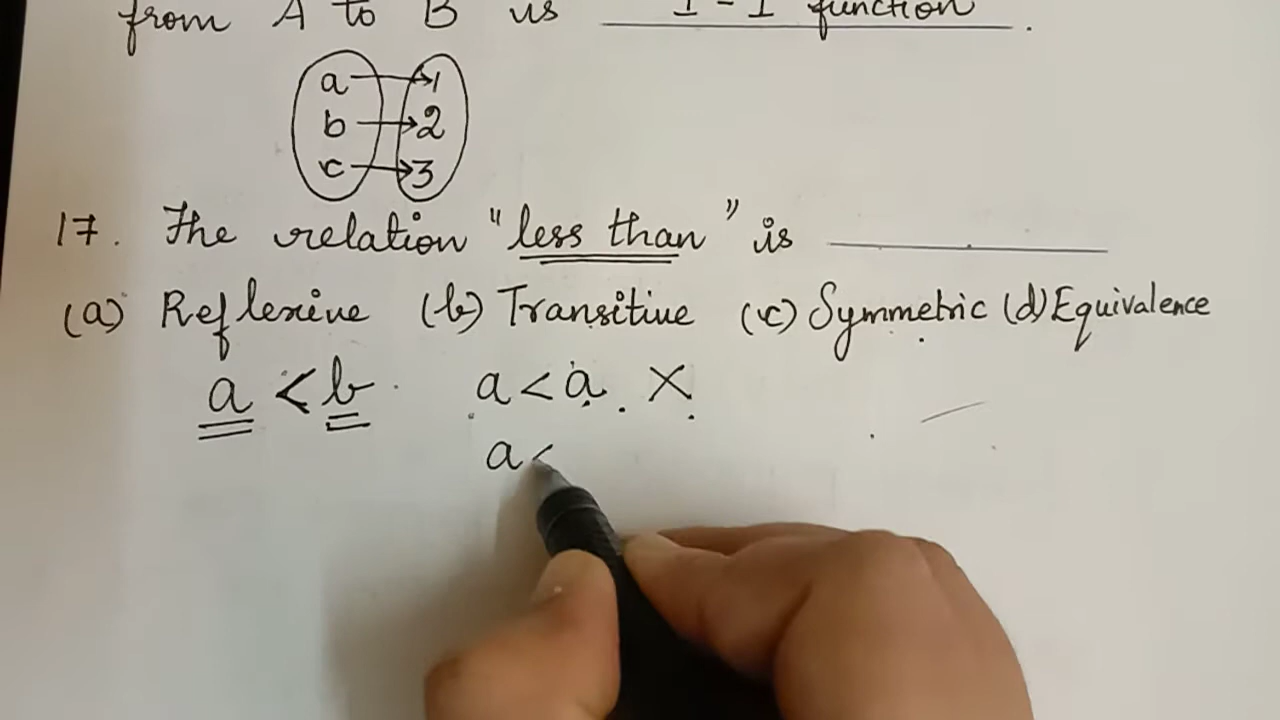 from A to B is 1-1 function.
a → 1
b → 2
c → 3
17. The relation "less than" is ____________
(a) Reflexive (b) Transitive (c) Symmetric (d) Equivalence
a < b. a < a. X
a <